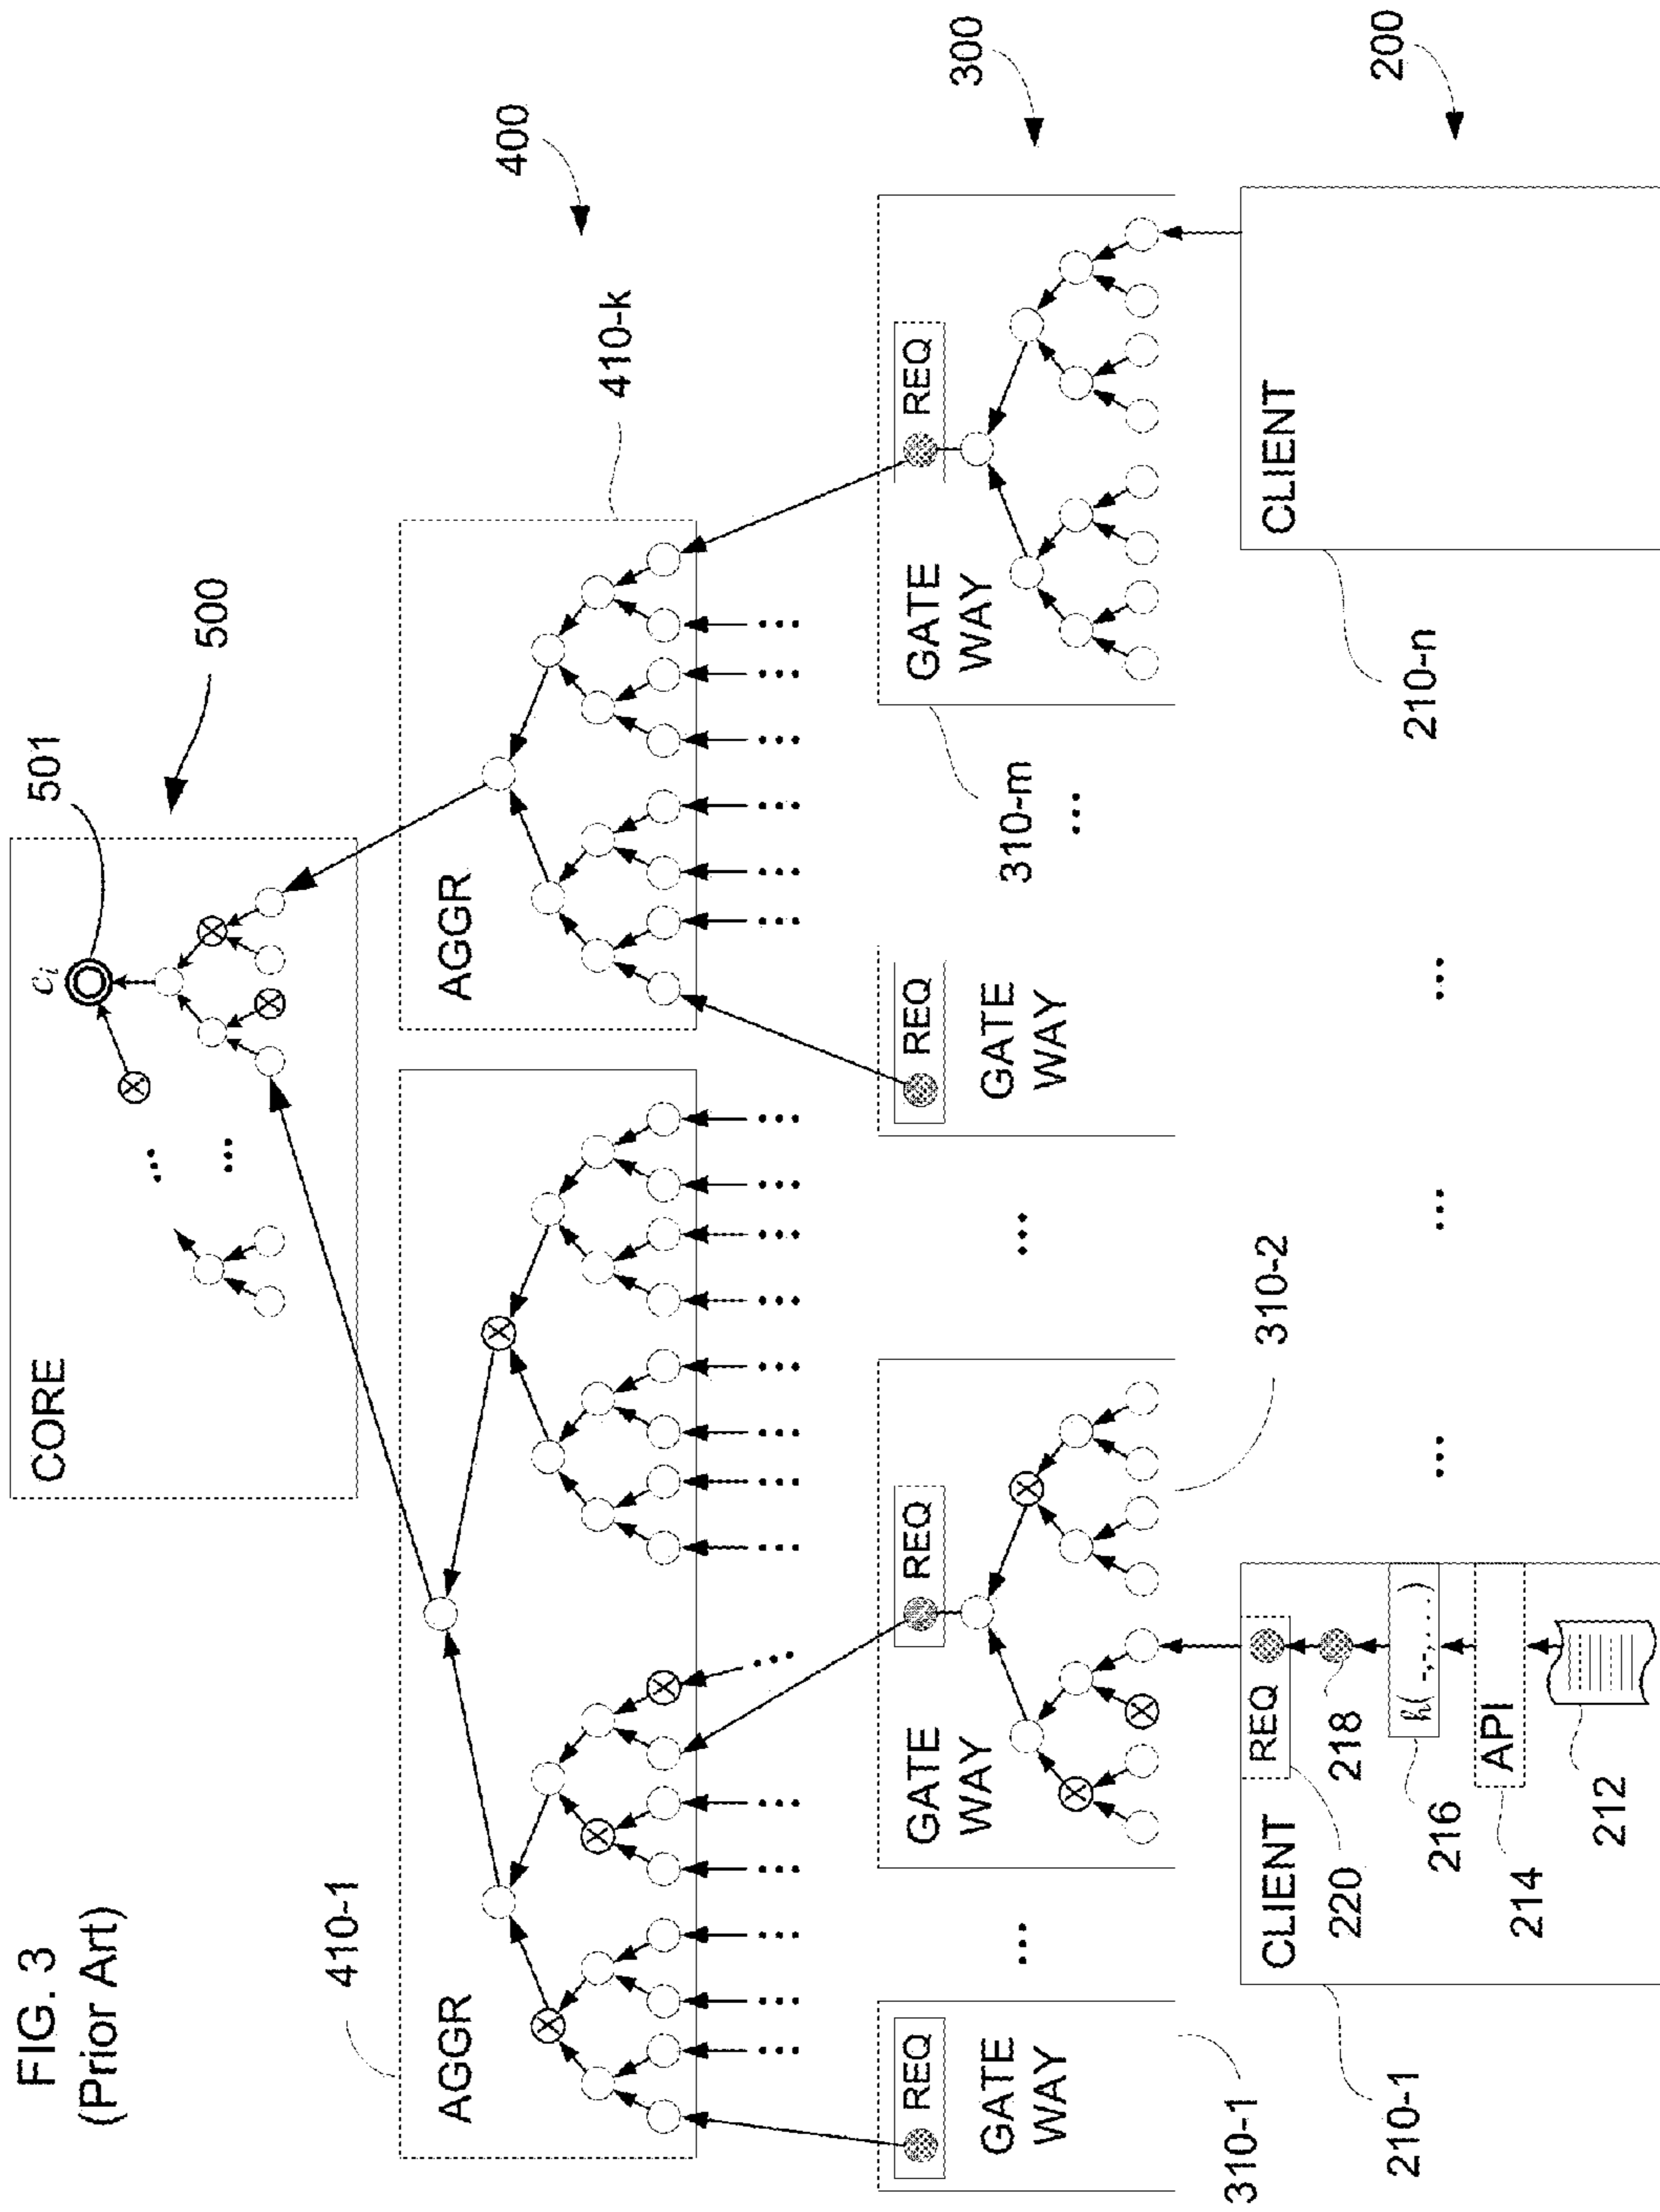 FIG. 3
(Prior Art)
CORE
c_i
501
500
410-1
AGGR
AGGR
410-k
400
REQ
GATE
WAY
310-1
...
REQ
GATE
WAY
310-2
...
REQ
GATE
WAY
...
310-m
REQ
GATE
WAY
300
CLIENT
210-1
REQ
220
218
h(-,-,...)
216
API
214
212
...
...
...
CLIENT
210-n
200